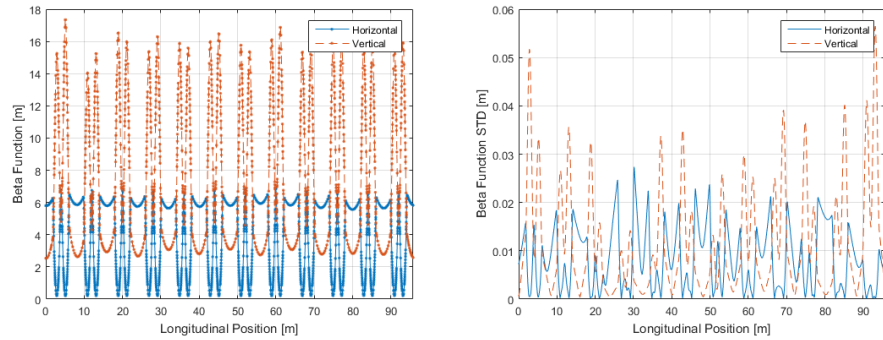 18
16
14
12
10
8
6
4
2
0
Beta Function [m]
Horizontal
Vertical
0 10 20 30 40 50 60 70 80 90
Longitudinal Position [m]
0.06
0.05
0.04
0.03
0.02
0.01
0
Beta Function STD [m]
Horizontal
Vertical
0 10 20 30 40 50 60 70 80 90
Longitudinal Position [m]